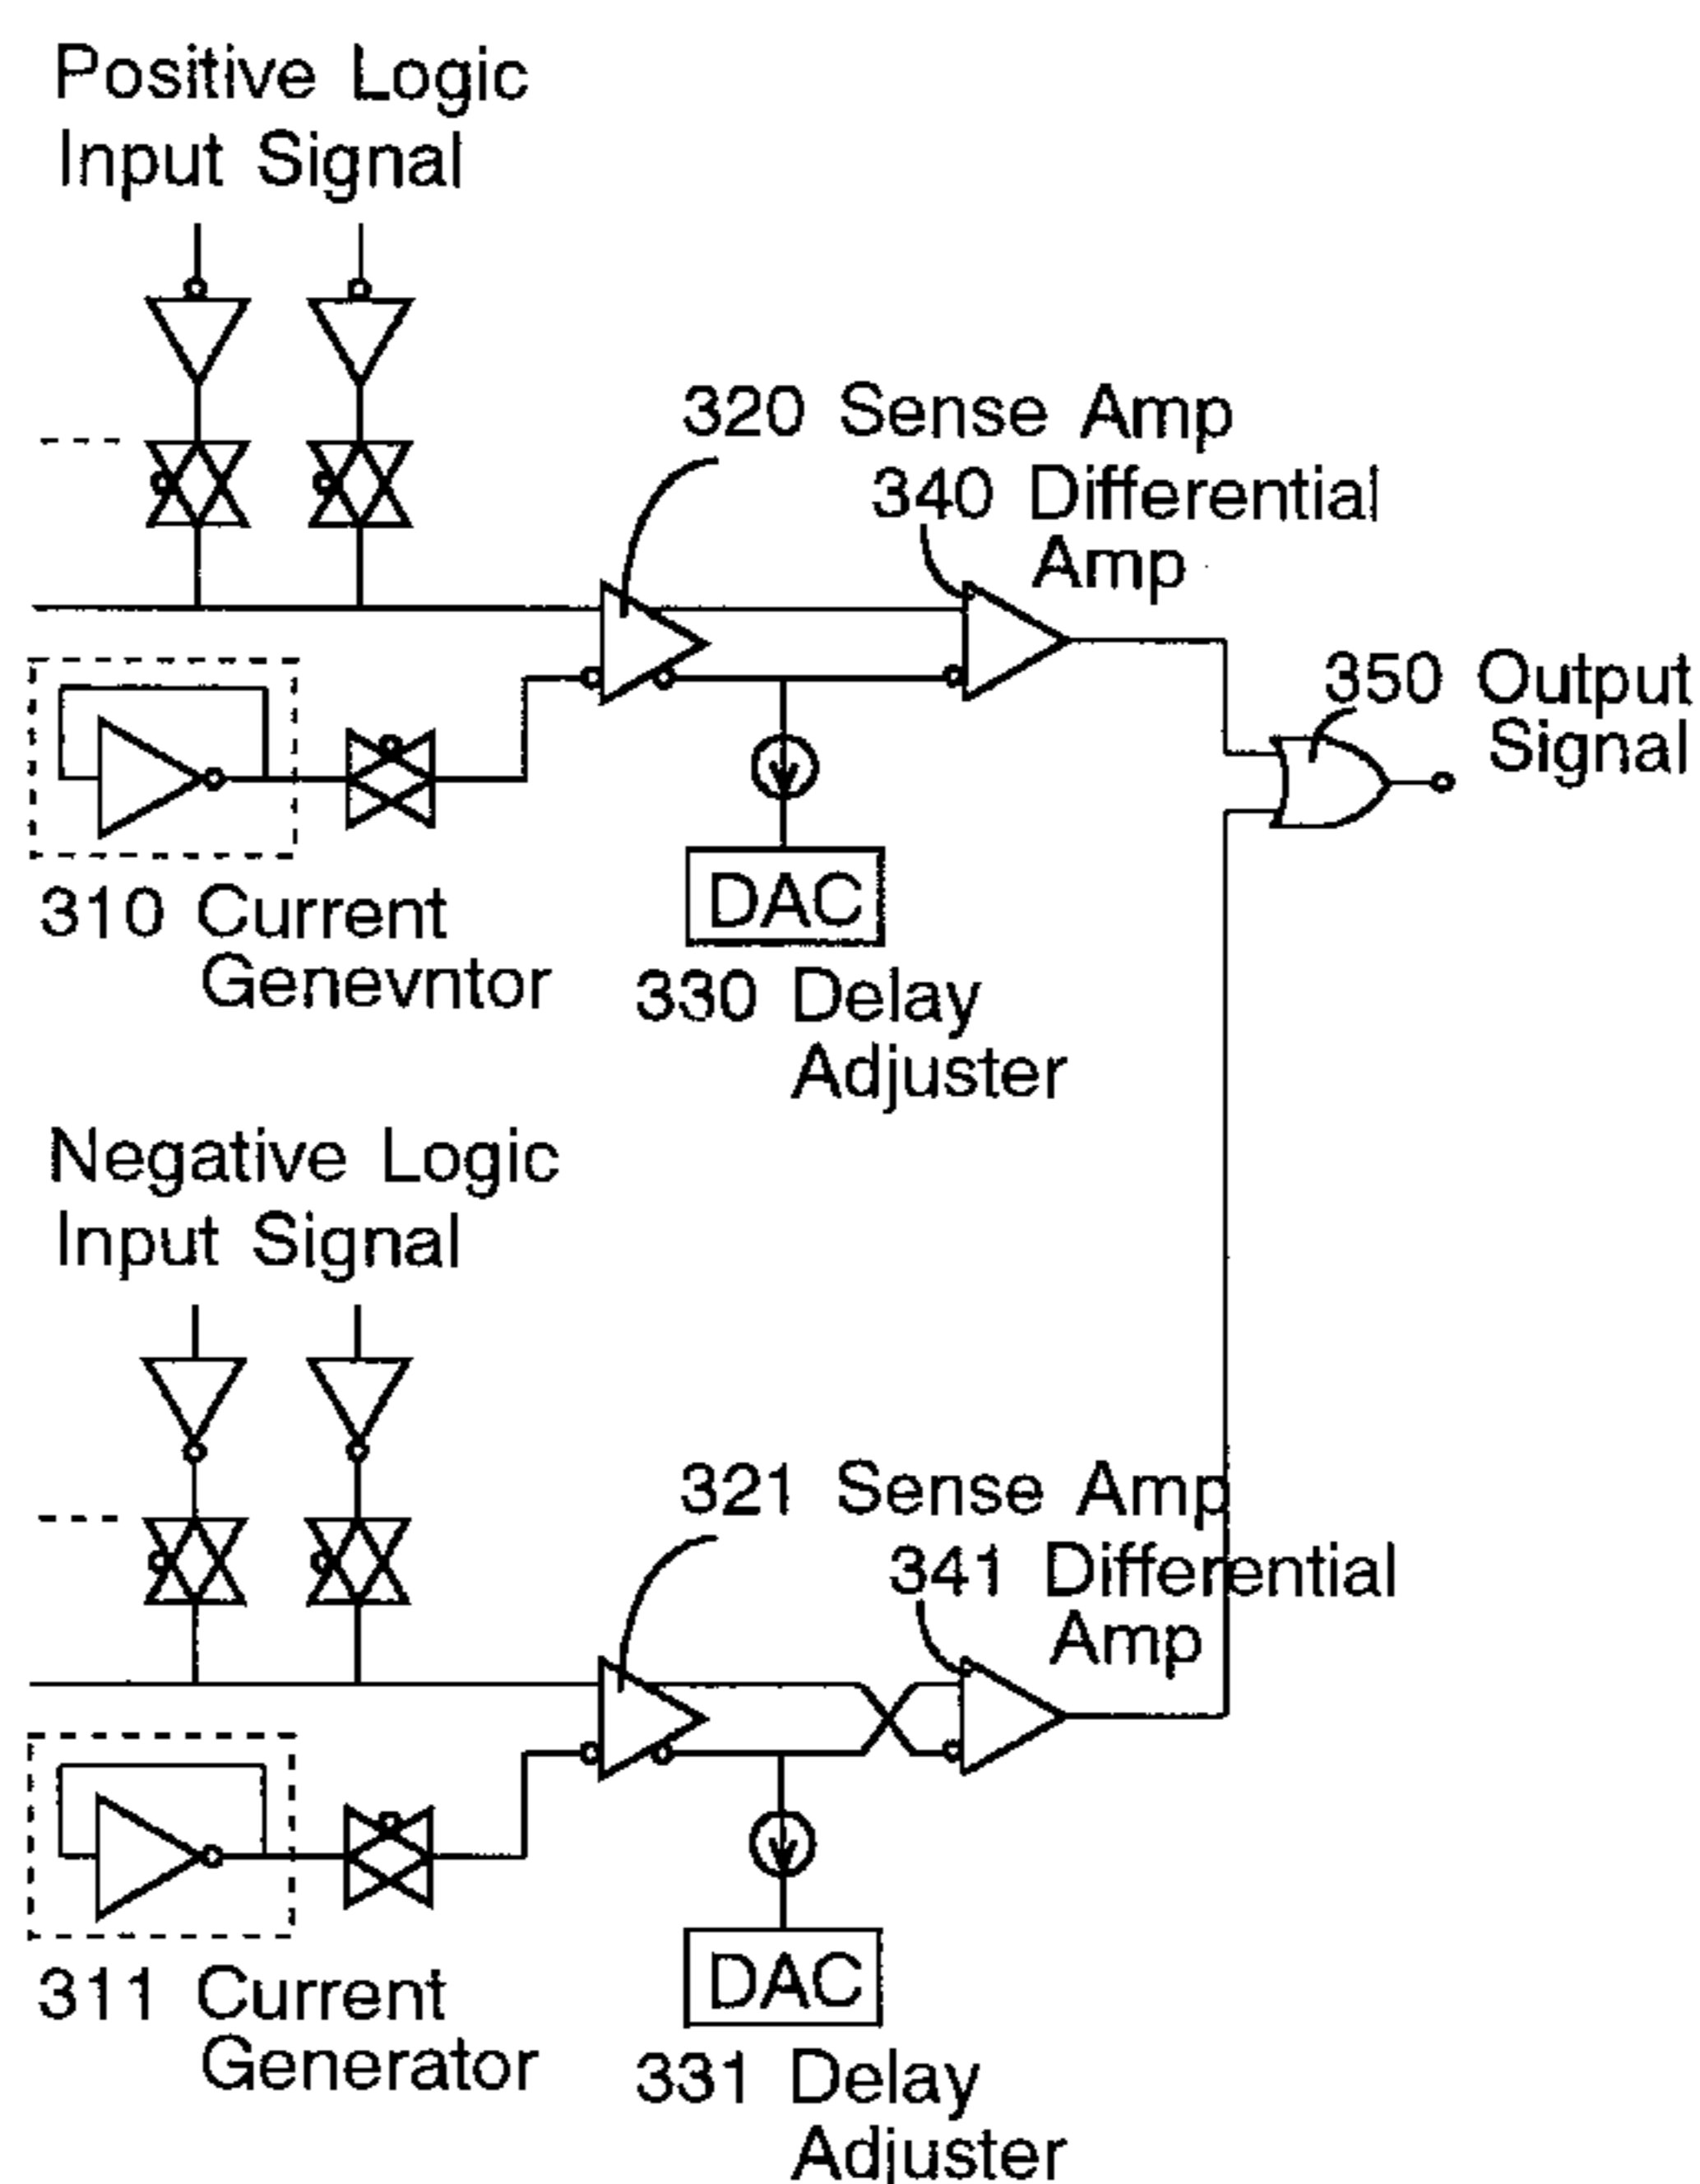 Positive Logic
Input Signal
320 Sense Amp
340 Differential
Amp
350 Output
Signal
310 Current
Genevntor
DAC
330 Delay
Adjuster
Negative Logic
Input Signal
321 Sense Amp
341 Differential
Amp
311 Current
Generator
DAC
331 Delay
Adjuster